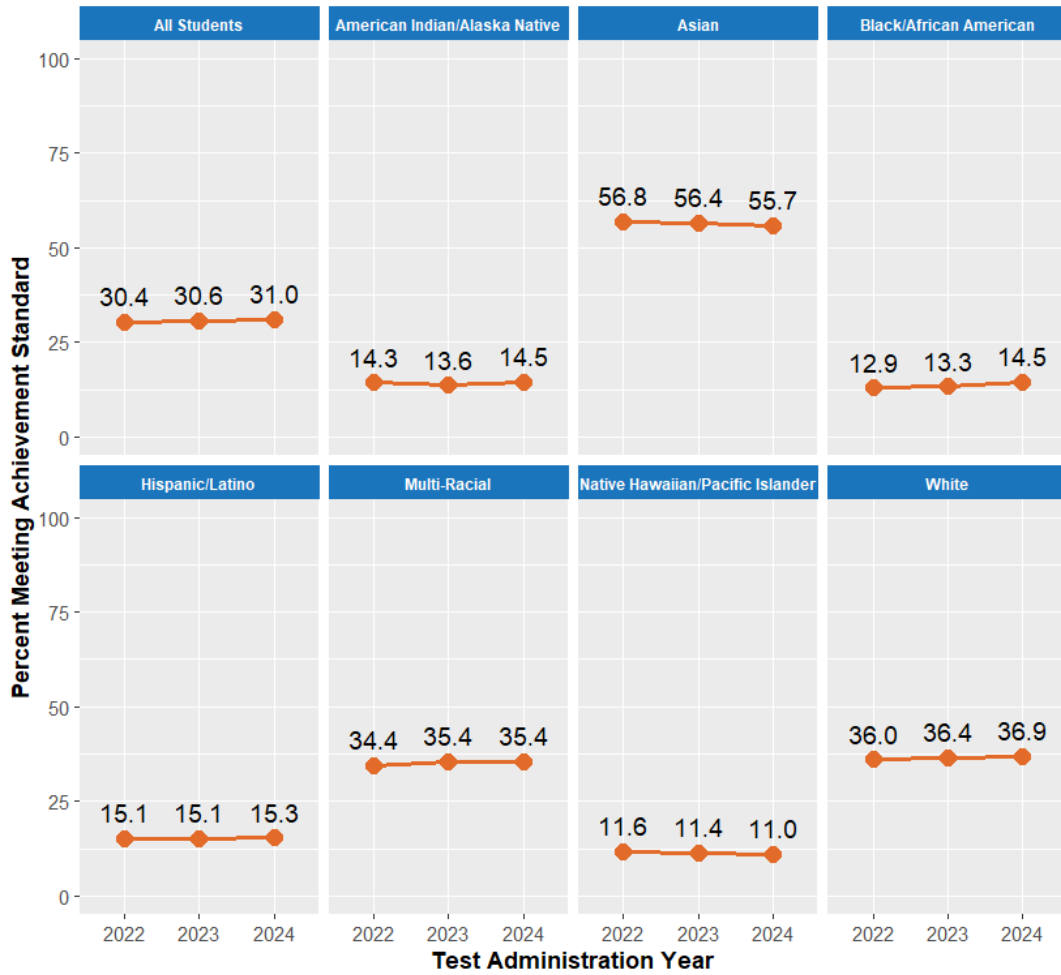 All Students American Indian/Alaska Native Asian Black/African American
100
75
50
25
0
30.4 30.6 31.0
14.3 13.6 14.5
56.8 56.4 55.7
12.9 13.3 14.5
Percent Meeting Achievement Standard
Hispanic/Latino Multi-Racial Native Hawaiian/Pacific Islander White
100
75
50
25
0
15.1 15.1 15.3
34.4 35.4 35.4
11.6 11.4 11.0
36.0 36.4 36.9
2022 2023 2024 2022 2023 2024 2022 2023 2024 2022 2023 2024
Test Administration Year